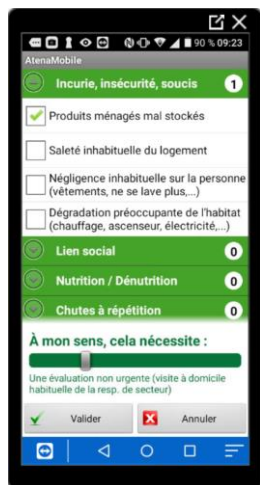 90 % 09:23
AtenaMobile
Incurie, insécurité, soucis 1
Produits ménagés mal stockés
Saleté inhabituelle du logement
Négligence inhabituelle sur la personne
(vêtements, ne se lave plus,...)
Dégradation préoccupante de l'habitat
(chauffage, ascenseur, électricité,...)
Lien social 0
Nutrition / Dénutrition 0
Chutes à répétition 0
À mon sens, cela nécessite :
Une évaluation non urgente (visite à domicile
habituelle de la resp. de secteur)
Valider Annuler